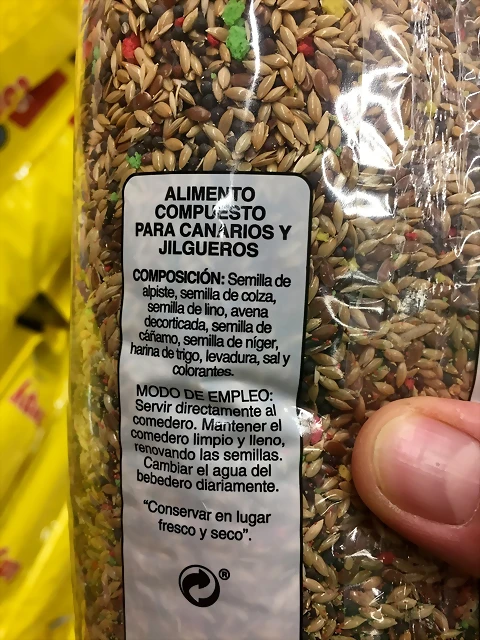 ALIMENTO
COMPUESTO
PARA CANARIOS Y
JILGUEROS
COMPOSICIÓN: Semilla de
alpiste, semilla de colza,
semilla de lino, avena
decorticada, semilla de
cáñamo, semilla de níger,
harina de trigo, levadura, sal y
colorantes.
MODO DE EMPLEO:
Servir directamente al
comedero. Mantener el
comedero limpio y lleno,
renovando las semillas.
Cambiar el agua del
bebedero diariamente.
“Conservar en lugar
fresco y seco”.
®